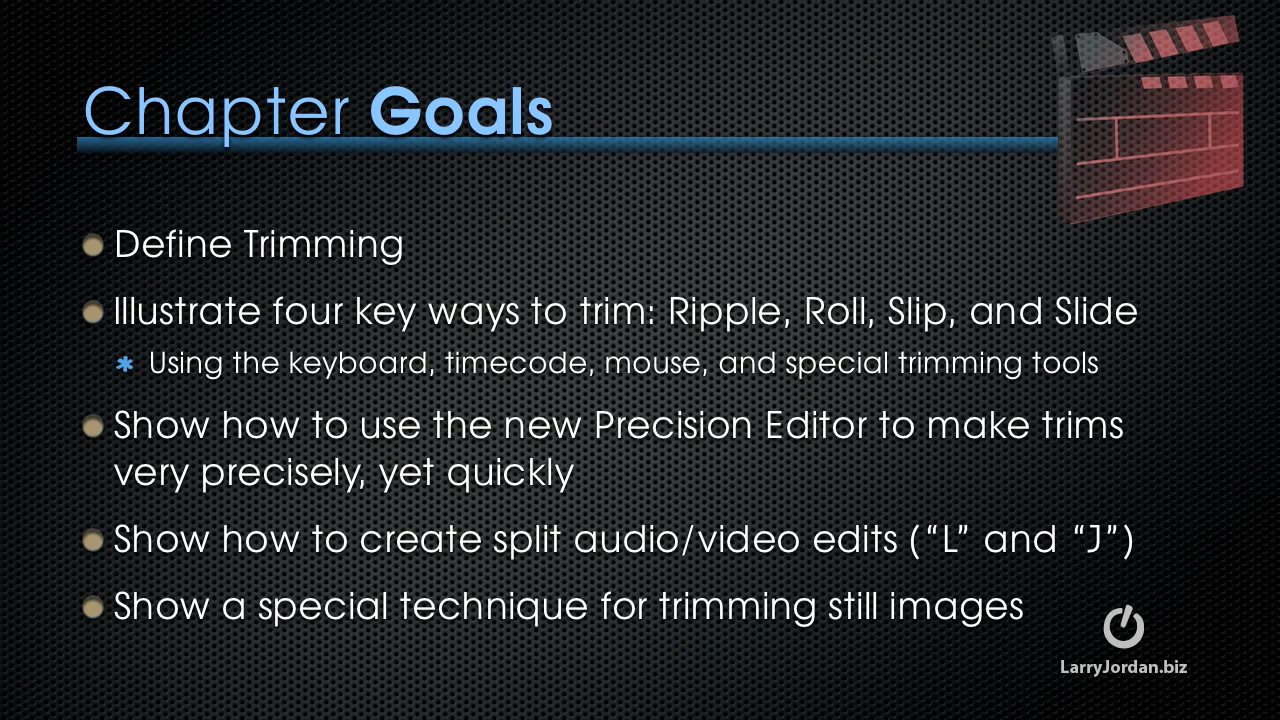 Chapter Goals
Define Trimming
Illustrate four key ways to trim: Ripple, Roll, Slip, and Slide
Using the keyboard, timecode, mouse, and special trimming tools
Show how to use the new Precision Editor to make trims
very precisely, yet quickly
Show how to create split audio/video edits (“L” and “J”)
Show a special technique for trimming still images
LarryJordan.biz